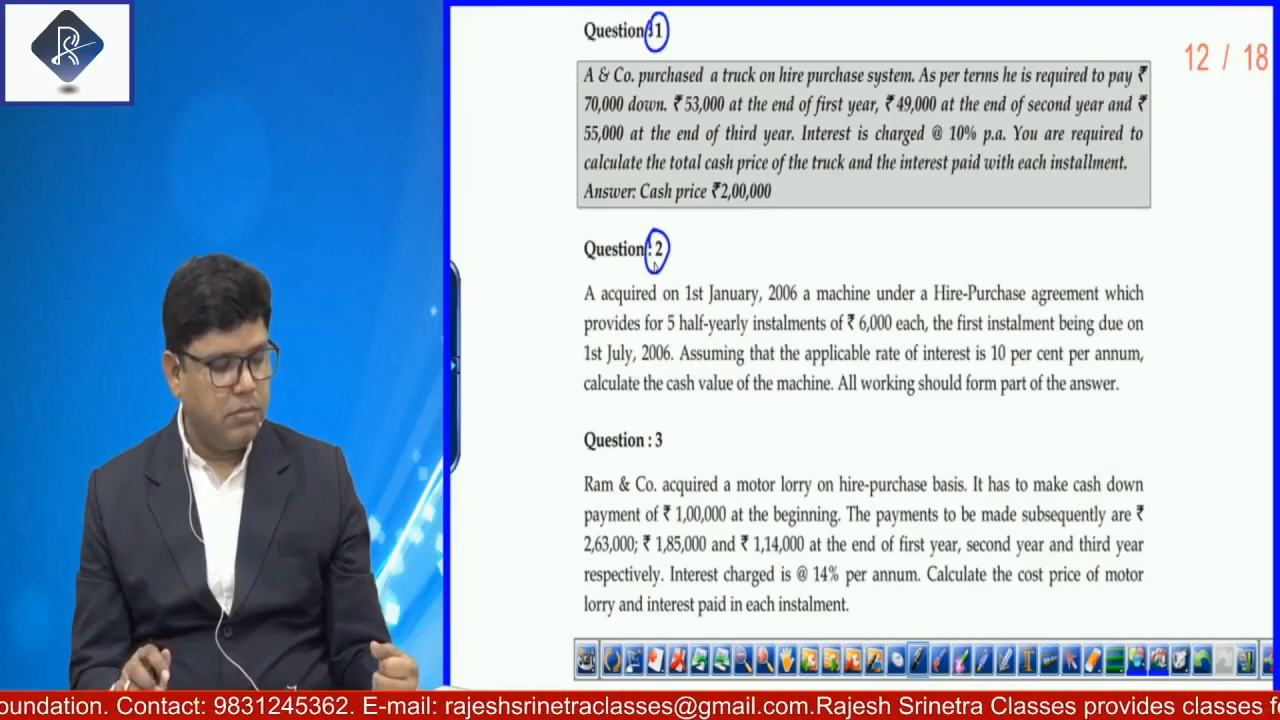 RS
Question : 1
12 / 18
A & Co. purchased a truck on hire purchase system. As per terms he is required to pay ₹
70,000 down. ₹ 53,000 at the end of first year, ₹ 49,000 at the end of second year and ₹
55,000 at the end of third year. Interest is charged @ 10% p.a. You are required to
calculate the total cash price of the truck and the interest paid with each installment.
Answer: Cash price ₹2,00,000
Question : 2
A acquired on 1st January, 2006 a machine under a Hire-Purchase agreement which
provides for 5 half-yearly instalments of ₹ 6,000 each, the first instalment being due on
1st July, 2006. Assuming that the applicable rate of interest is 10 per cent per annum,
calculate the cash value of the machine. All working should form part of the answer.
Question : 3
Ram & Co. acquired a motor lorry on hire-purchase basis. It has to make cash down
payment of ₹ 1,00,000 at the beginning. The payments to be made subsequently are ₹
2,63,000; ₹ 1,85,000 and ₹ 1,14,000 at the end of first year, second year and third year
respectively. Interest charged is @ 14% per annum. Calculate the cost price of motor
lorry and interest paid in each instalment.
Start
oundation. Contact: 9831245362. E-mail: rajeshsrinetraclasses@gmail.com.Rajesh Srinetra Classes provides classes f